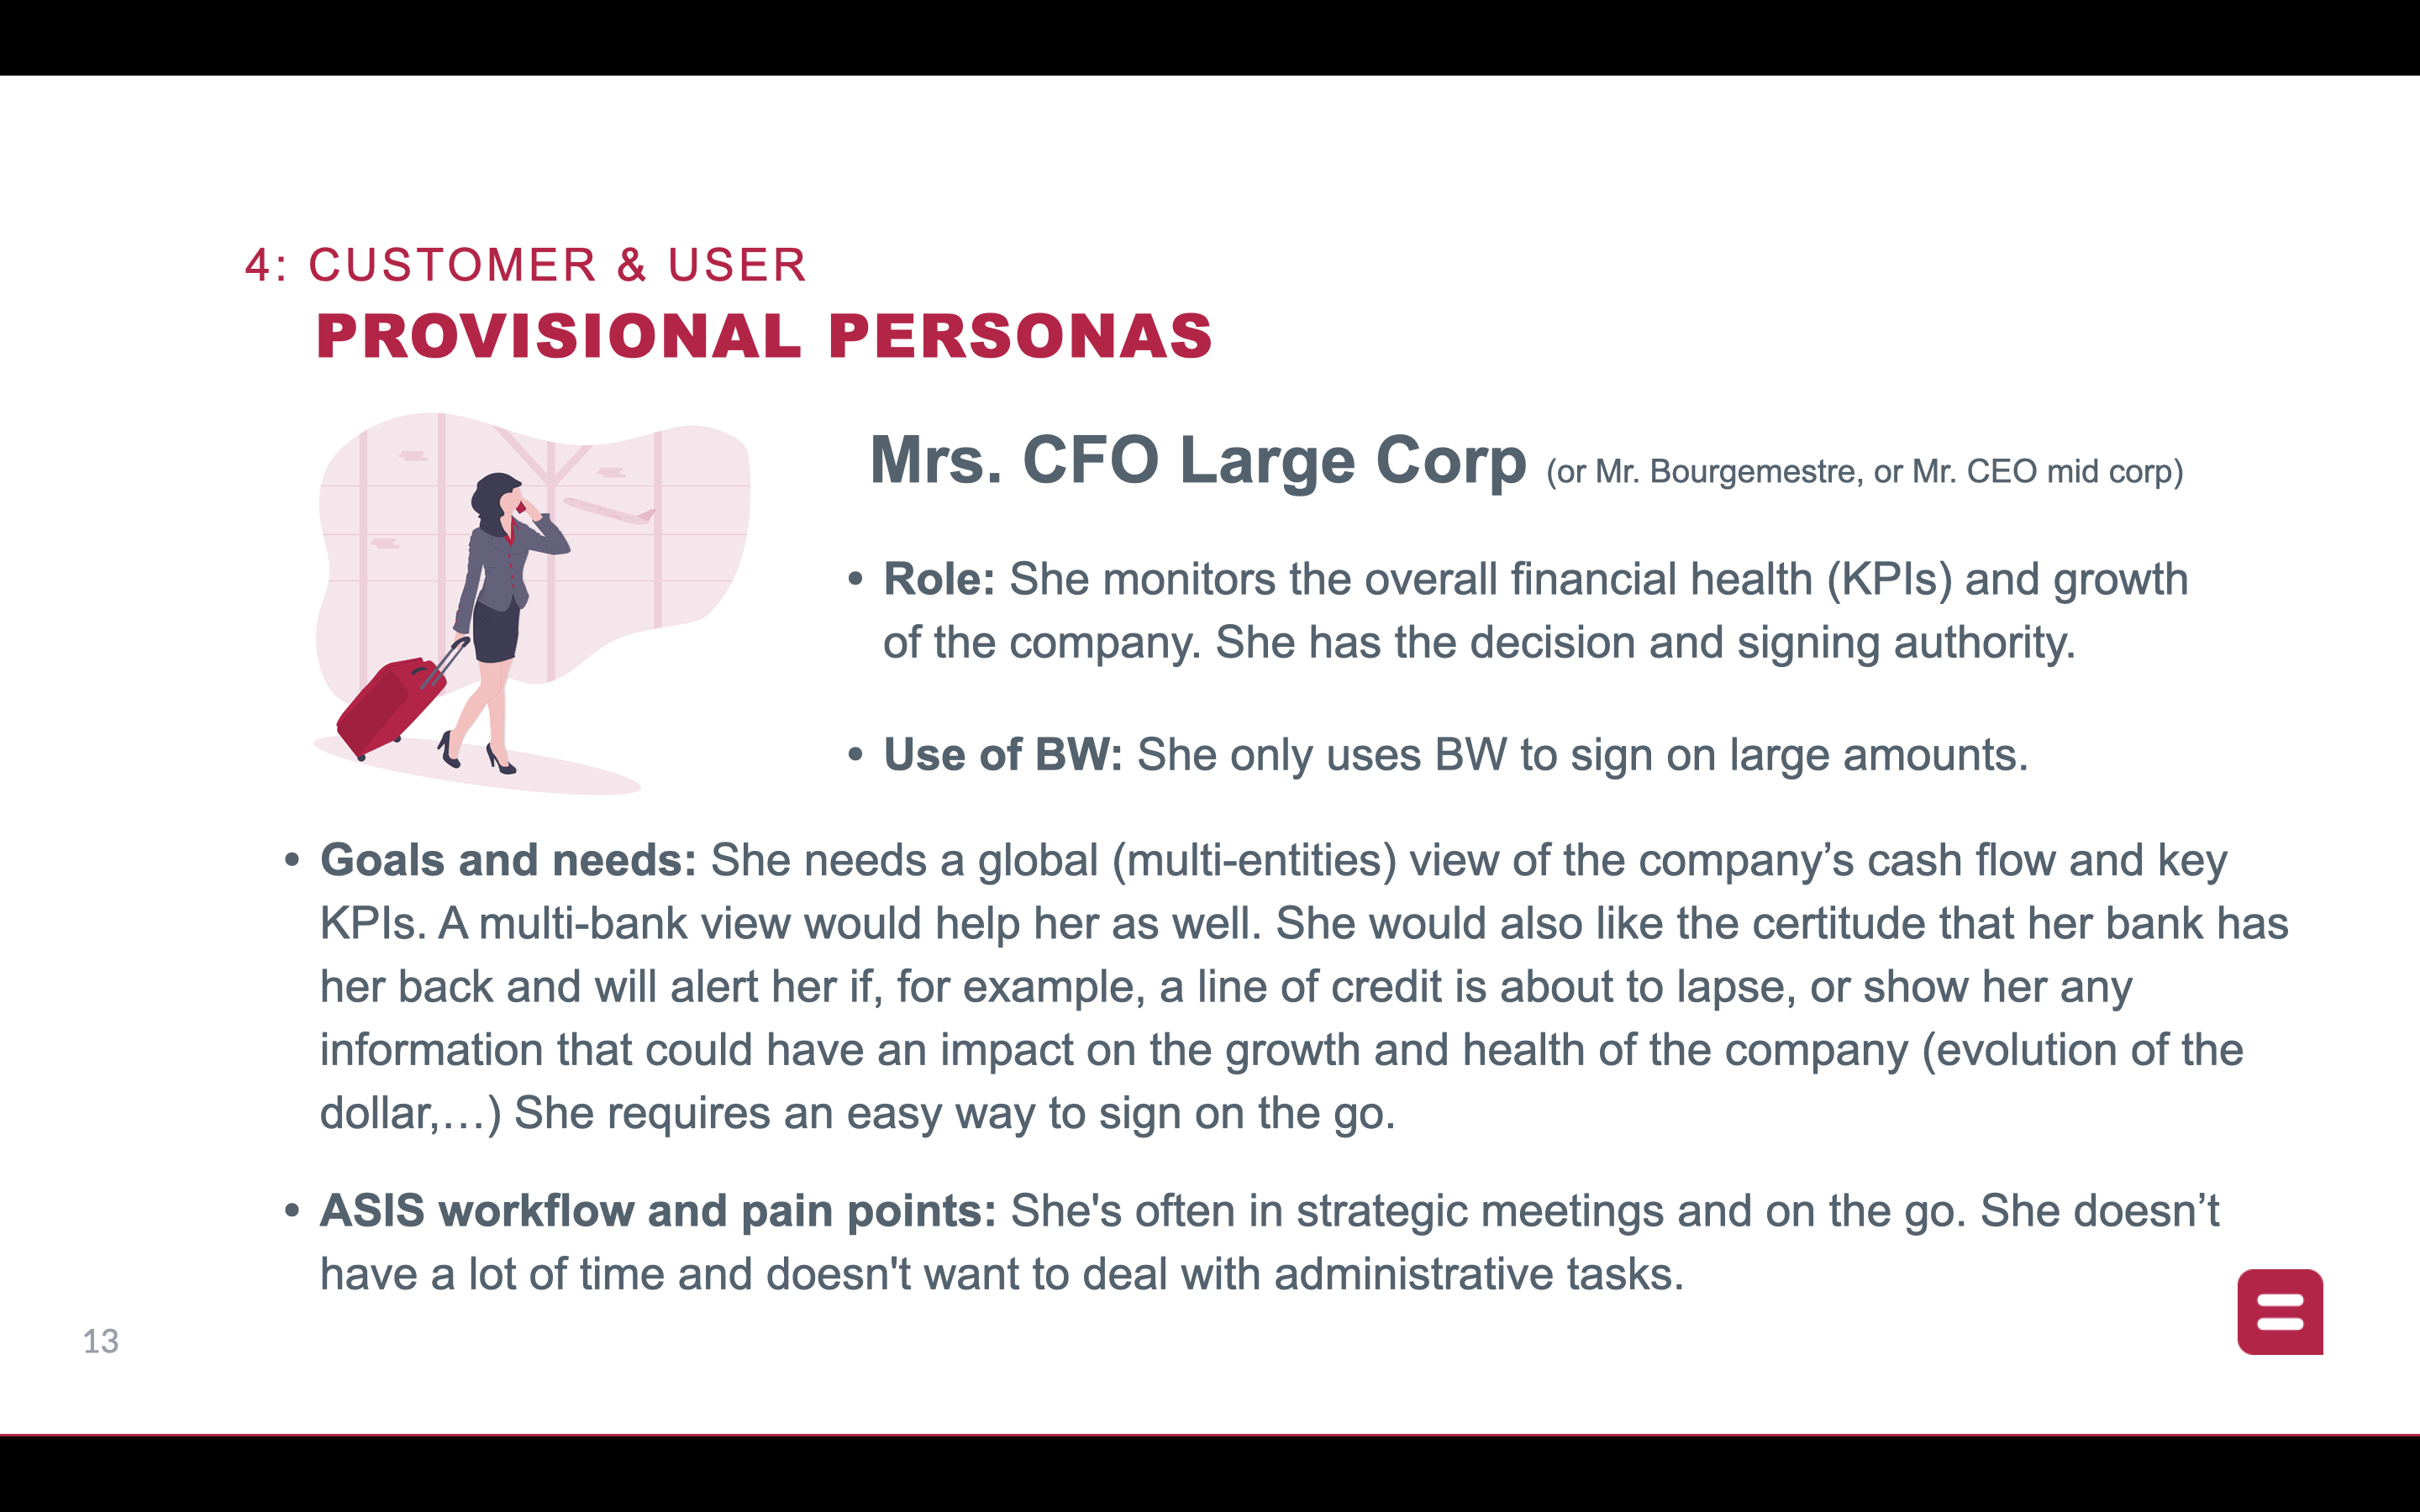 4: CUSTOMER & USER
PROVISIONAL PERSONAS
Mrs. CFO Large Corp (or Mr. Bourgemestre, or Mr. CEO mid corp)
• Role: She monitors the overall financial health (KPIs) and growth
of the company. She has the decision and signing authority.
• Use of BW: She only uses BW to sign on large amounts.
• Goals and needs: She needs a global (multi-entities) view of the company’s cash flow and key
KPIs. A multi-bank view would help her as well. She would also like the certitude that her bank has
her back and will alert her if, for example, a line of credit is about to lapse, or show her any
information that could have an impact on the growth and health of the company (evolution of the
dollar,…) She requires an easy way to sign on the go.
• ASIS workflow and pain points: She's often in strategic meetings and on the go. She doesn’t
have a lot of time and doesn't want to deal with administrative tasks.
13